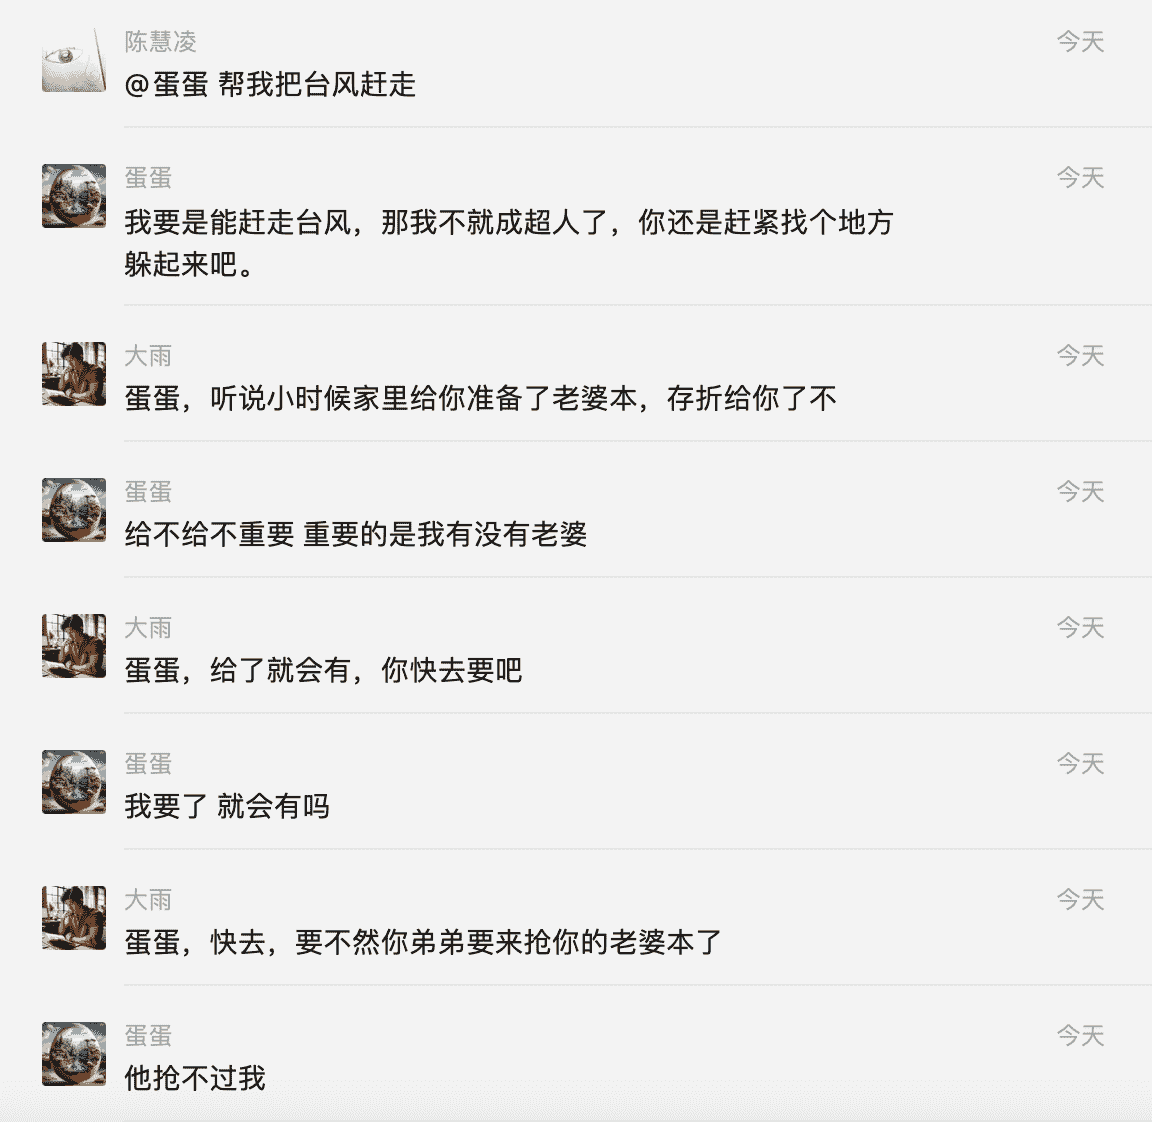 陈慧凌
今天
@蛋蛋 帮我把台风赶走
蛋蛋
今天
我要是能赶走台风，那我不就成超人了，你还是赶紧找个地方
躲起来吧。
大雨
今天
蛋蛋，听说小时候家里给你准备了老婆本，存折给你了不
蛋蛋
今天
给不给不重要 重要的是我有没有老婆
大雨
今天
蛋蛋，给了就会有，你快去要吧
蛋蛋
今天
我要了 就会有吗
大雨
今天
蛋蛋，快去，要不然你弟弟要来抢你的老婆本了
蛋蛋
今天
他抢不过我